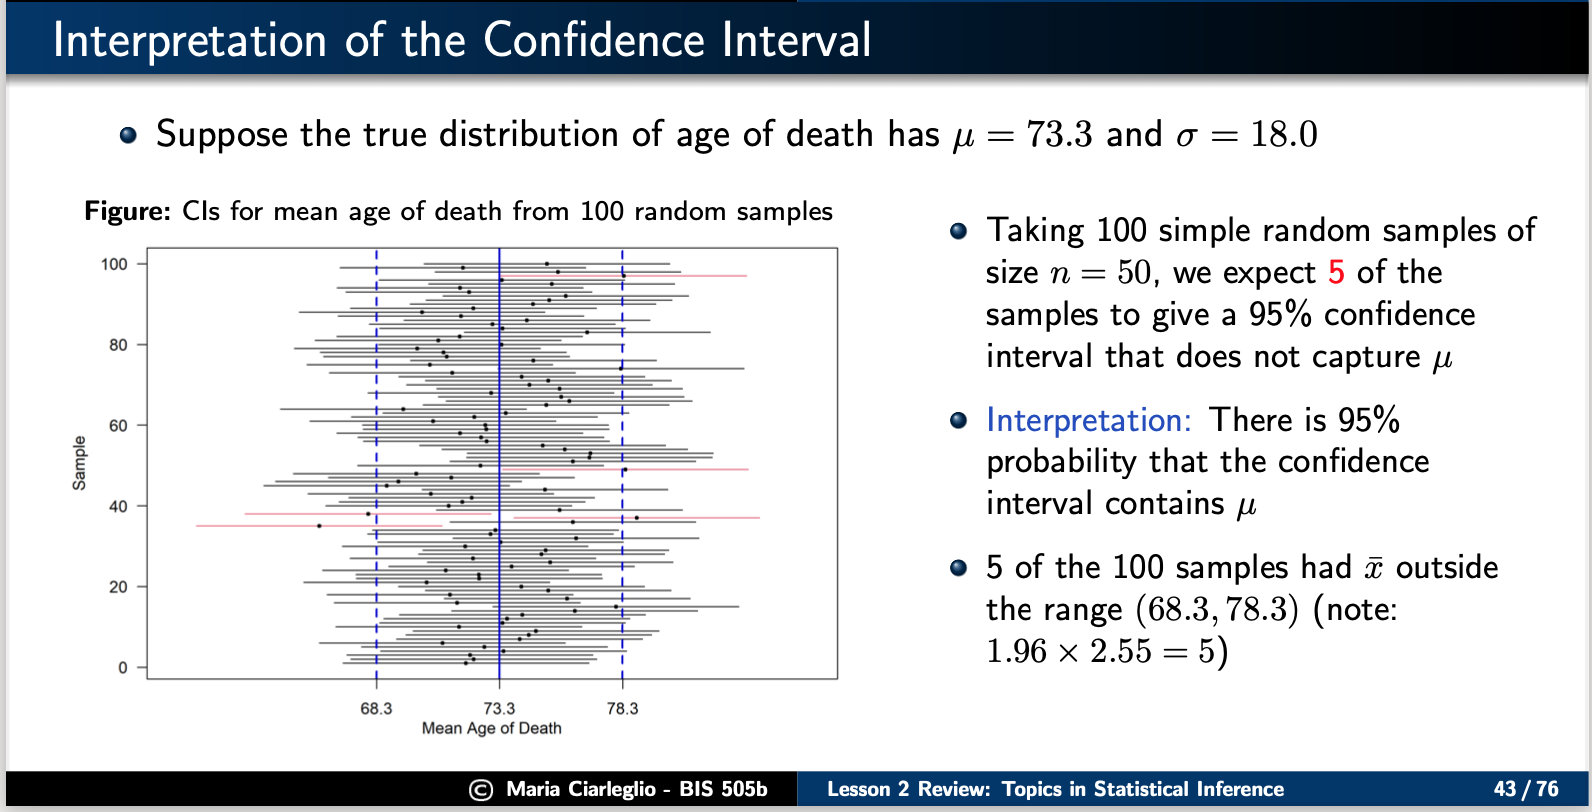 Interpretation of the Confidence Interval
Suppose the true distribution of age of death has μ = 73.3 and σ = 18.0
Figure: CIs for mean age of death from 100 random samples
100
80
60
40
20
0
Sample
68.3 73.3 78.3
Mean Age of Death
Taking 100 simple random samples of
size n = 50, we expect 5 of the
samples to give a 95% confidence
interval that does not capture μ
Interpretation: There is 95%
probability that the confidence
interval contains μ
5 of the 100 samples had x̄ outside
the range (68.3, 78.3) (note:
1.96 × 2.55 = 5)
© Maria Ciarleglio - BIS 505b
Lesson 2 Review: Topics in Statistical Inference
43 / 76